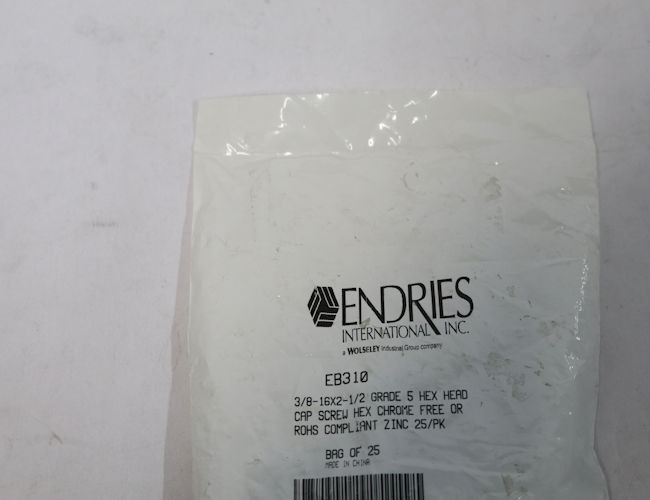 ENDRIES
INTERNATIONAL, INC.
a WOLSELEY Industrial Group company
EB310
3/8-16X2-1/2 GRADE 5 HEX HEAD
CAP SCREW HEX CHROME FREE OR
ROHS COMPLIANT ZINC 25/PK
BAG OF 25
MADE IN CHINA